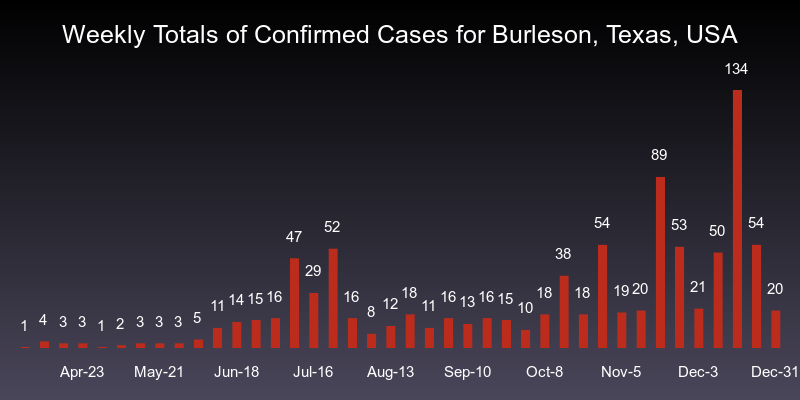 Weekly Totals of Confirmed Cases for Burleson, Texas, USA
1 4 3 3 1 2 3 3 3 5 11 14 15 16 47 29 52 16 8 12 18 11 16 13 16 15 10 18 38 18 54 19 20 89 53 21 50 134 54 20
Apr-23 May-21 Jun-18 Jul-16 Aug-13 Sep-10 Oct-8 Nov-5 Dec-3 Dec-31